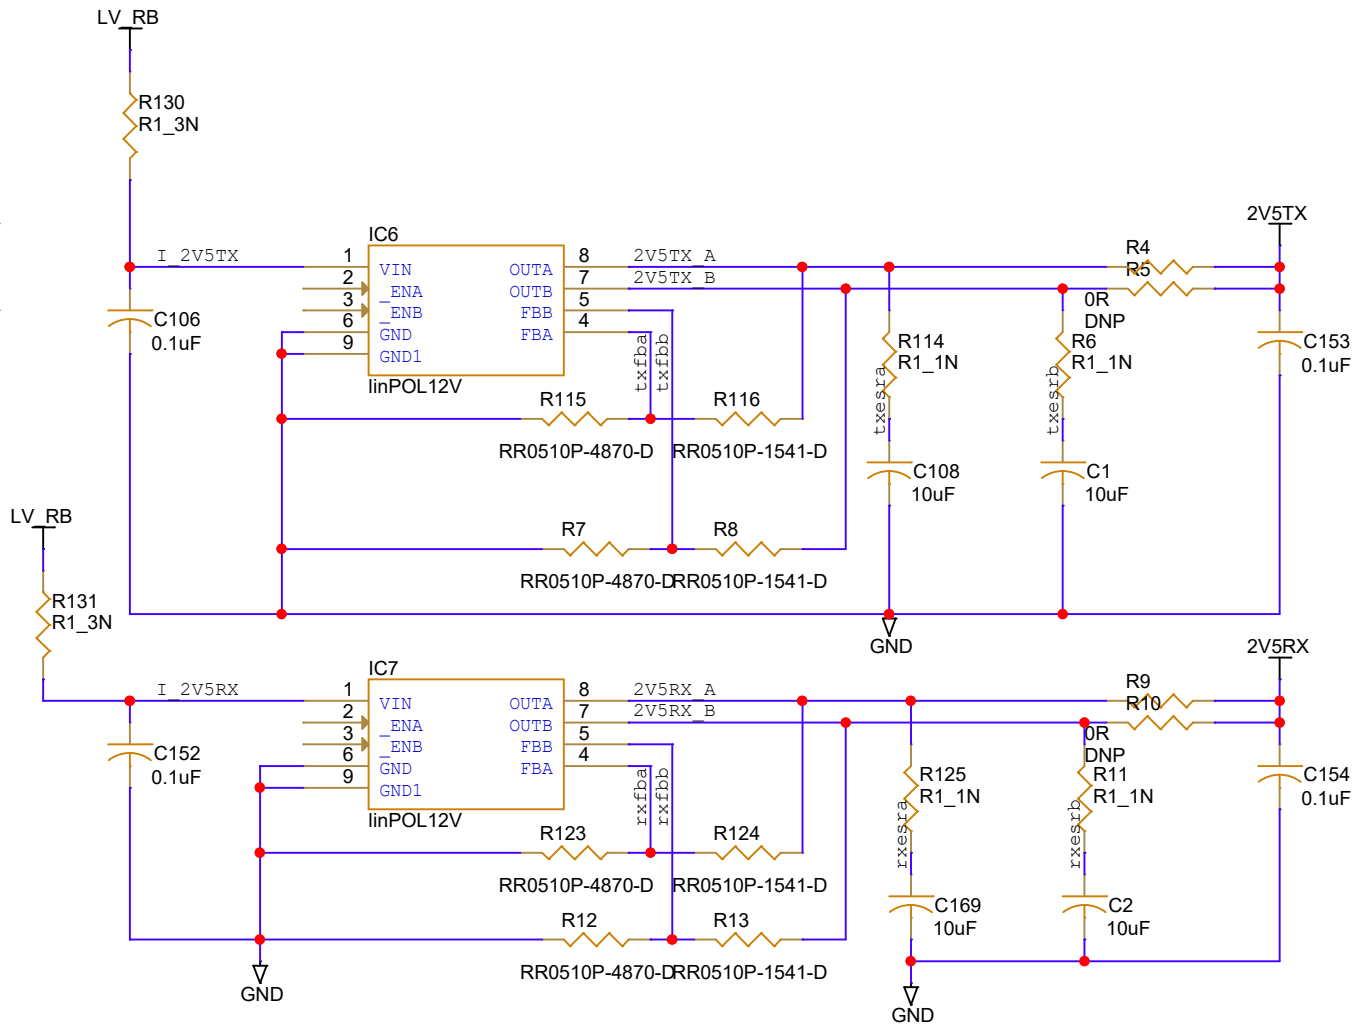 LV_RB
R130
R1_3N
2V5TX
IC6
R4
I_2V5TX
1
8
2V5TX_A
R5
VIN
OUTA
2
7
2V5TX_B
_ENA
OUTB
0R
3
5
DNP
_ENB
FBB
C106
0.1uF
6
4
GND
FBA
9
GND1
txfba
txfbb
R114
R1_1N
txesra
R6
R1_1N
txesrb
C153
0.1uF
linPOL12V
R115
R116
RR0510P-4870-D
RR0510P-1541-D
C108
10uF
C1
10uF
LV_RB
R7
R8
RR0510P-4870-D
RR0510P-1541-D
R131
R1_3N
GND
2V5RX
IC7
R9
I_2V5RX
1
8
2V5RX_A
R10
VIN
OUTA
2
7
2V5RX_B
_ENA
OUTB
0R
3
5
DNP
_ENB
FBB
C152
0.1uF
6
4
GND
FBA
9
GND1
rxfba
rxfbb
R125
R1_1N
rxesra
R11
R1_1N
rxesrb
C154
0.1uF
linPOL12V
R123
R124
RR0510P-4870-D
RR0510P-1541-D
C169
10uF
C2
10uF
R12
R13
RR0510P-4870-D
RR0510P-1541-D
GND
GND